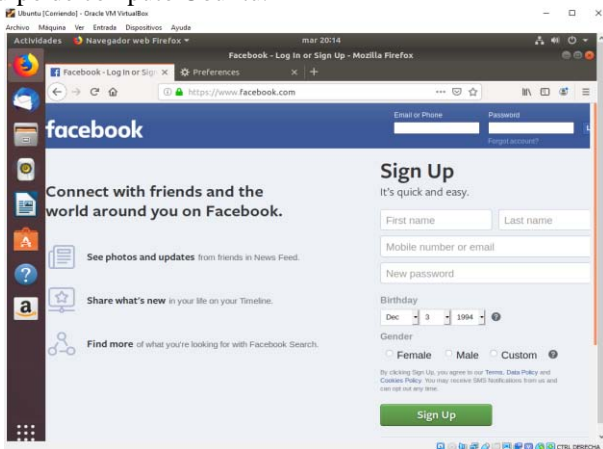 Ubuntu [Corriendo] - Oracle VM VirtualBox
Archivo Máquina Ver Entrada Dispositivos Ayuda
Actividades Navegador web Firefox mar 20:14
Facebook - Log In or Sign Up - Mozilla Firefox
Facebook - Log In or Sign Preferences
https://www.facebook.com
facebook
Email or Phone Password
Forgot account?
Sign Up
It's quick and easy.
Connect with friends and the
world around you on Facebook.
First name Last name
Mobile number or email
New password
See photos and updates from friends in News Feed.
Share what's new in your life on your Timeline.
Find more of what you're looking for with Facebook Search.
Birthday
Dec 3 1994
Gender
Female Male Custom
By clicking Sign Up, you agree to our Terms, Data Policy and
Cookies Policy. You may receive SMS Notifications from us and
can opt out any time.
Sign Up
CTRL DERECHA